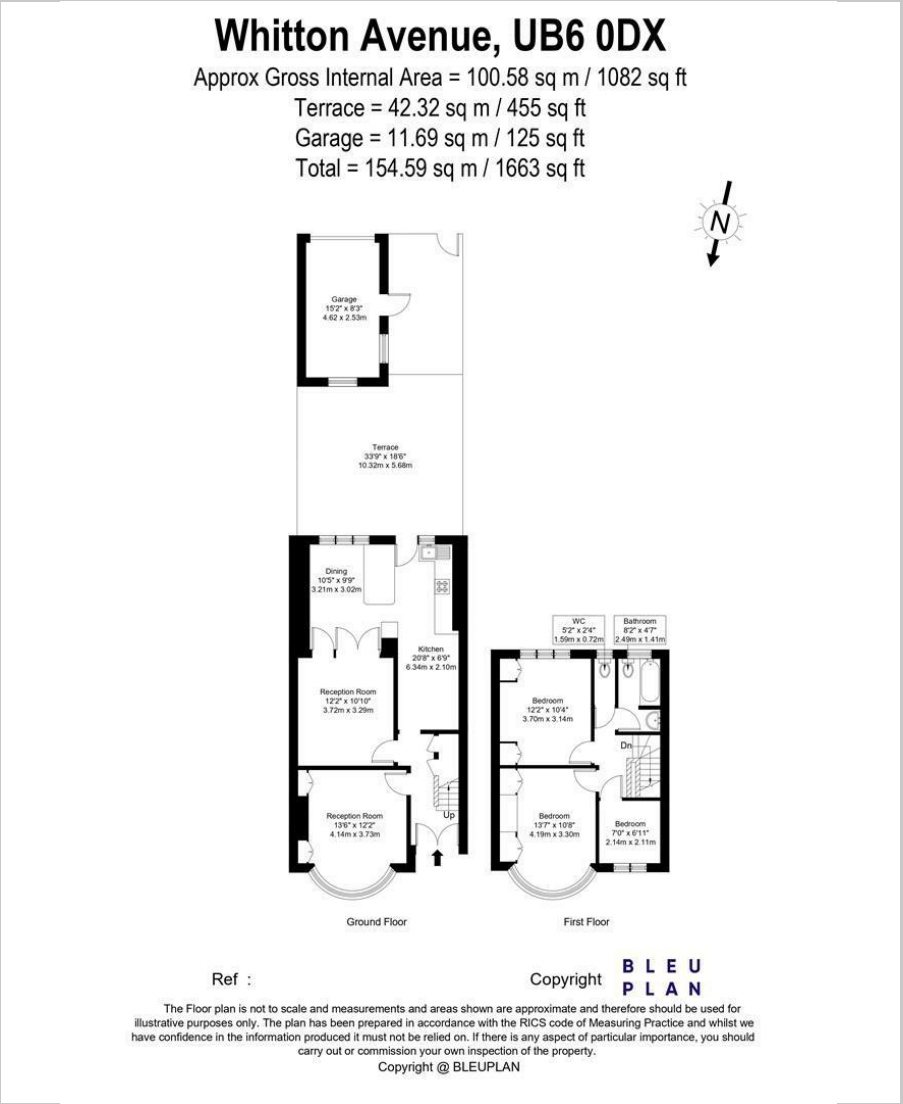 Whitton Avenue, UB6 0DX
Approx Gross Internal Area = 100.58 sq m / 1082 sq ft
Terrace = 42.32 sq m / 455 sq ft
Garage = 11.69 sq m / 125 sq ft
Total = 154.59 sq m / 1663 sq ft
N
Garage
15'2" x 8'3"
4.62 x 2.53m
Terrace
33'9" x 18'6"
10.32m x 5.68m
Dining
10'5" x 9'9"
3.21m x 3.02m
Kitchen
20'8" x 6'9"
6.34m x 2.10m
Reception Room
12'2" x 10'10"
3.72m x 3.29m
Reception Room
13'6" x 12'2"
4.14m x 3.73m
Up
Ground Floor
WC
5'2" x 2'4"
1.59m x 0.72m
Bathroom
8'2" x 4'7"
2.49m x 1.41m
Bedroom
12'2" x 10'4"
3.70m x 3.14m
Dn
Bedroom
13'7" x 10'8"
4.19m x 3.30m
Bedroom
7'0" x 6'11"
2.14m x 2.11m
First Floor
Ref :
Copyright
BLEU
PLAN
The Floor plan is not to scale and measurements and areas shown are approximate and therefore should be used for
illustrative purposes only. The plan has been prepared in accordance with the RICS code of Measuring Practice and whilst we
have confidence in the information produced it must not be relied on. If there is any aspect of particular importance, you should
carry out or commission your own inspection of the property.
Copyright @ BLEUPLAN